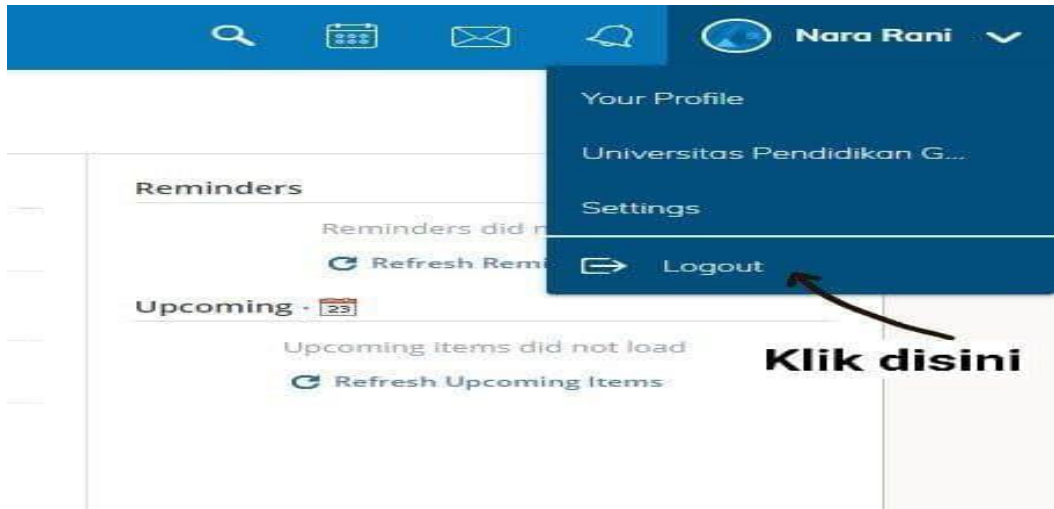 Nara Rani
Your Profile
Universitas Pendidikan G...
Settings
Logout
Klik disini
Reminders
Reminders did
Refresh Remi
Upcoming · 23
Upcoming items did not load
Refresh Upcoming Items